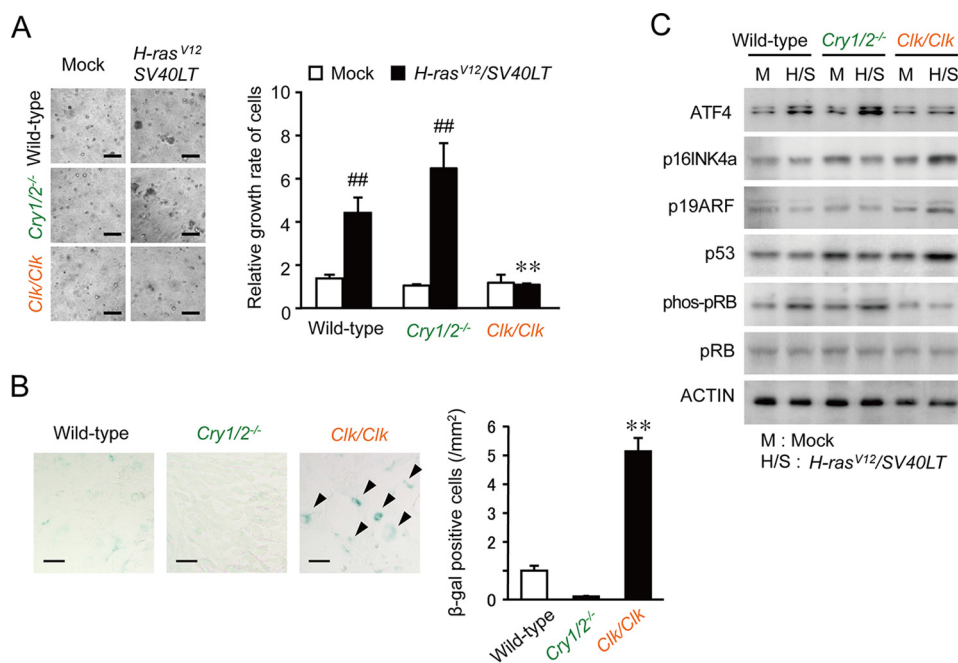 A
Mock
H-ras^V12
SV40LT
Wild-type
Cry1/2^-/-
Clk/Clk
Mock H-ras^V12/SV40LT
Relative growth rate of cells
10
8
6
4
2
0
##
##
**
Wild-type Cry1/2^-/- Clk/Clk
B
Wild-type Cry1/2^-/- Clk/Clk
β-gal positive cells (/mm²)
6
5
4
3
2
1
0
**
Wild-type Cry1/2^-/- Clk/Clk
C
Wild-type Cry1/2^-/- Clk/Clk
M H/S M H/S M H/S
ATF4
p16INK4a
p19ARF
p53
phos-pRB
pRB
ACTIN
M : Mock
H/S : H-ras^V12/SV40LT